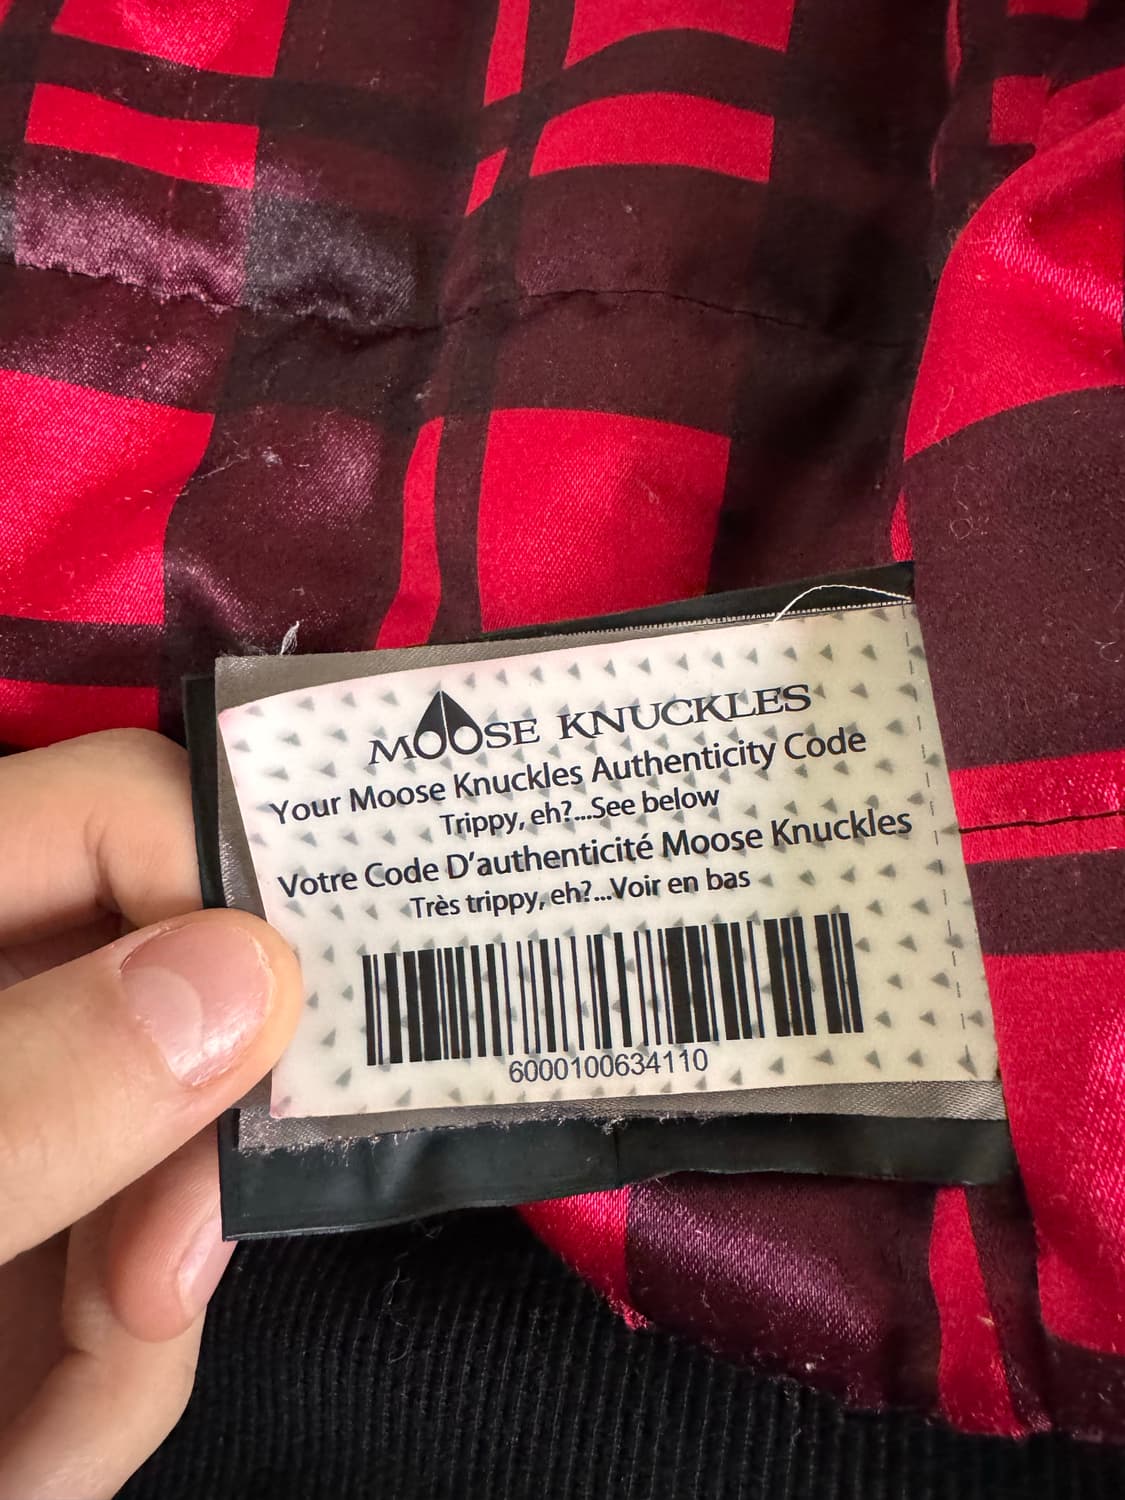 MOOSE KNUCKLES
Your Moose Knuckles Authenticity Code
Trippy, eh?...See below
Votre Code D'authenticité Moose Knuckles
Très trippy, eh?...Voir en bas
6000100634110